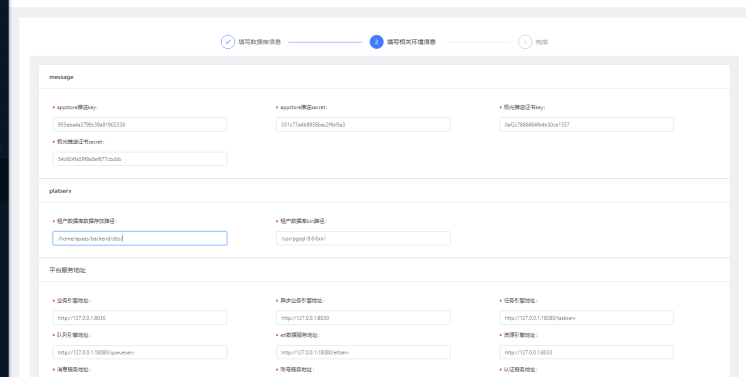 填写数据库信息
2 填写相关环境信息
3 完成
message
* appstore推送key:
* appstore推送secret:
* 极光推送证书key:
* 极光推送证书secret:
platserv
* 租户数据库数据存放路径:
* 租户数据库bin路径:
/home/apaas/backend/dbs/
/usr/pgsql-9.6/bin/
平台服务地址
* 业务引擎地址:
* 异步业务引擎地址:
* 任务引擎地址:
http://127.0.0.1:8030
http://127.0.0.1:8030
http://127.0.0.1:18080/taskserv
* 队列引擎地址:
* etl数据服务地址:
* 资源引擎地址:
http://127.0.0.1:18080/queueserv
http://127.0.0.1:18080/etlserv
http://127.0.0.1:8033
* 消息服务地址:
* 账号服务地址:
* 认证服务地址: